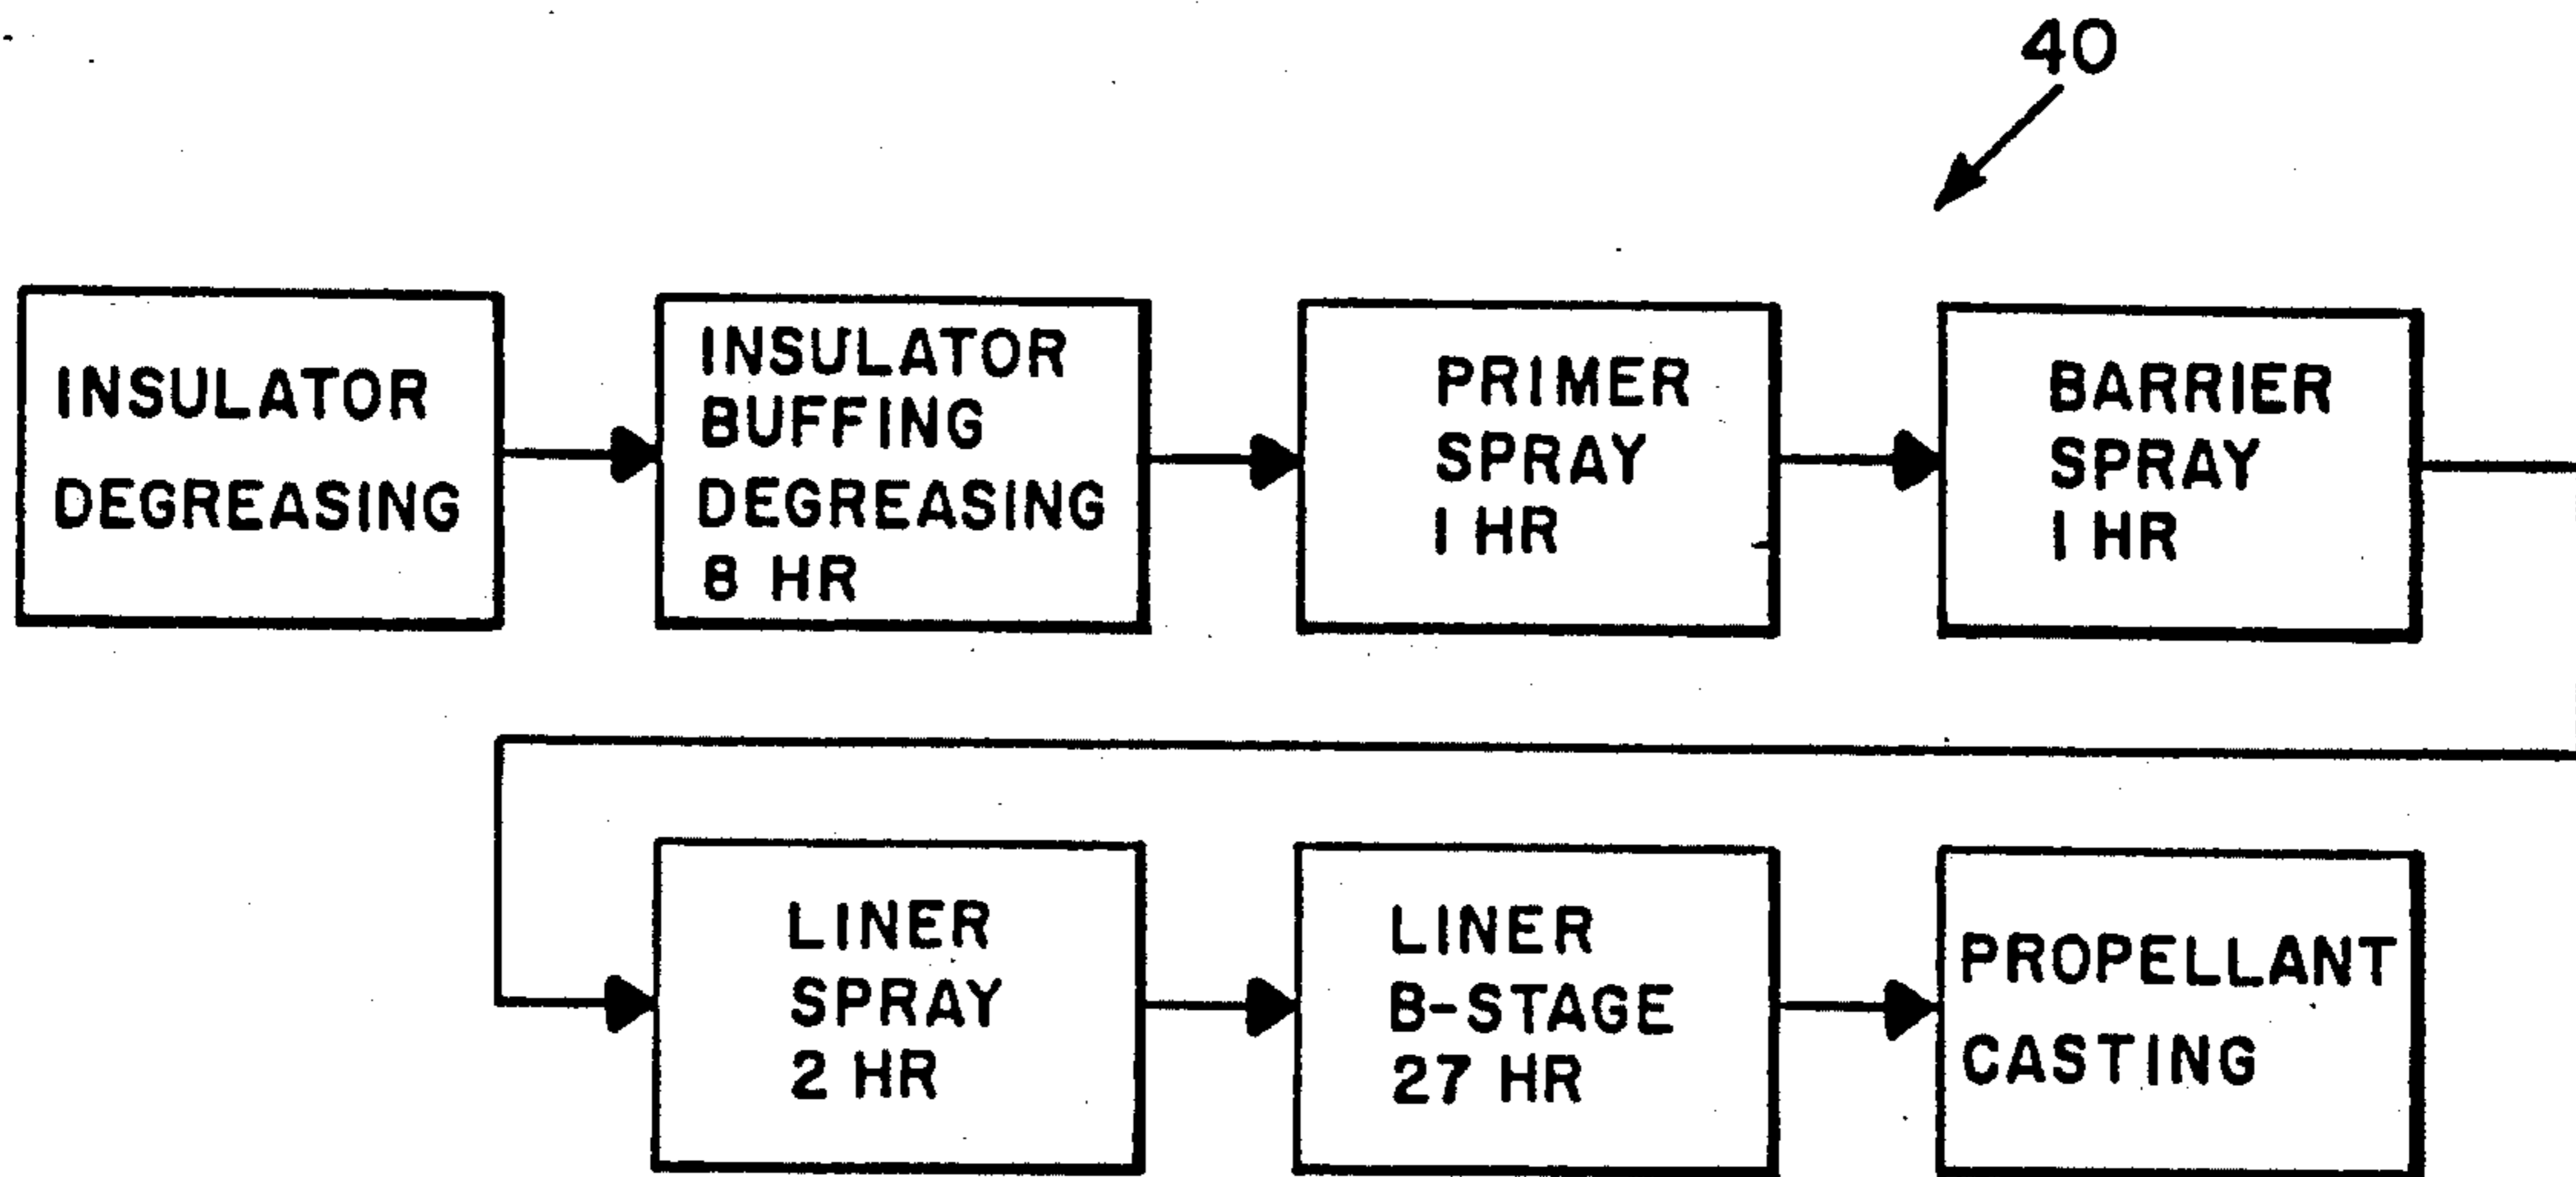 40
INSULATOR
DEGREASING
INSULATOR
BUFFING
DEGREASING
8 HR
PRIMER
SPRAY
1 HR
BARRIER
SPRAY
1 HR
LINER
SPRAY
2 HR
LINER
B-STAGE
27 HR
PROPELLANT
CASTING